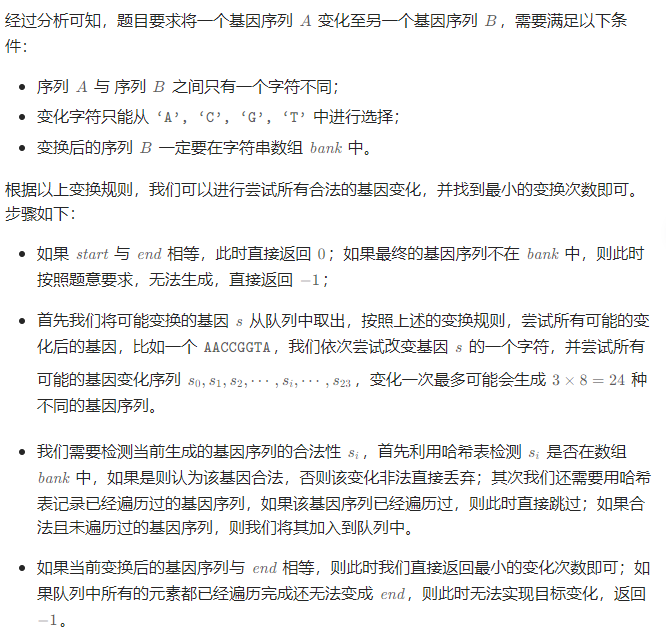 经过分析可知，题目要求将一个基因序列 A 变化至另一个基因序列 B，需要满足以下条
件：
• 序列 A 与 序列 B 之间只有一个字符不同；
• 变化字符只能从 ‘A’, ‘C’, ‘G’, ‘T’ 中进行选择；
• 变换后的序列 B 一定要在字符串数组 bank 中。
根据以上变换规则，我们可以进行尝试所有合法的基因变化，并找到最小的变换次数即可。
步骤如下：
• 如果 start 与 end 相等，此时直接返回 0；如果最终的基因序列不在 bank 中，则此时
按照题意要求，无法生成，直接返回 −1；
• 首先我们将可能变换的基因 s 从队列中取出，按照上述的变换规则，尝试所有可能的变
化后的基因，比如一个 AACCGGTA，我们依次尝试改变基因 s 的一个字符，并尝试所有
可能的基因变化序列 s₀, s₁, s₂, ⋯ , sᵢ, ⋯ , s₂₃，变化一次最多可能会生成 3 × 8 = 24 种
不同的基因序列。
• 我们需要检测当前生成的基因序列的合法性 sᵢ，首先利用哈希表检测 sᵢ 是否在数组
bank 中，如果是则认为该基因合法，否则该变化非法直接丢弃；其次我们还需要用哈希
表记录已经遍历过的基因序列，如果该基因序列已经遍历过，则此时直接跳过；如果合
法且未遍历过的基因序列，则我们将其加入到队列中。
• 如果当前变换后的基因序列与 end 相等，则此时我们直接返回最小的变化次数即可；如
果队列中所有的元素都已经遍历完成还无法变成 end，则此时无法实现目标变化，返回
−1。